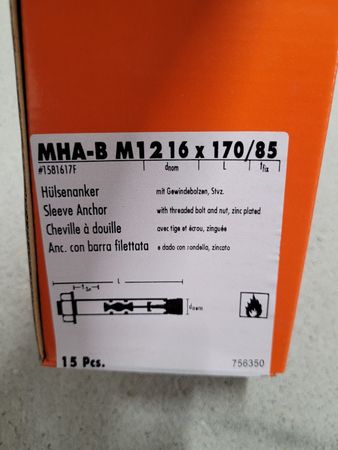 MHA-B M12 16 x 170/85
#1581617F dnom L tfix
Hülsenanker mit Gewindebolzen, Stvz.
Sleeve Anchor with threaded bolt and nut, zinc plated
Cheville à douille avec tige et écrou, zinguée
Anc. con barra filettata e dado con rondella, zincato
L
tfix
dnom
15 Pcs. 756350